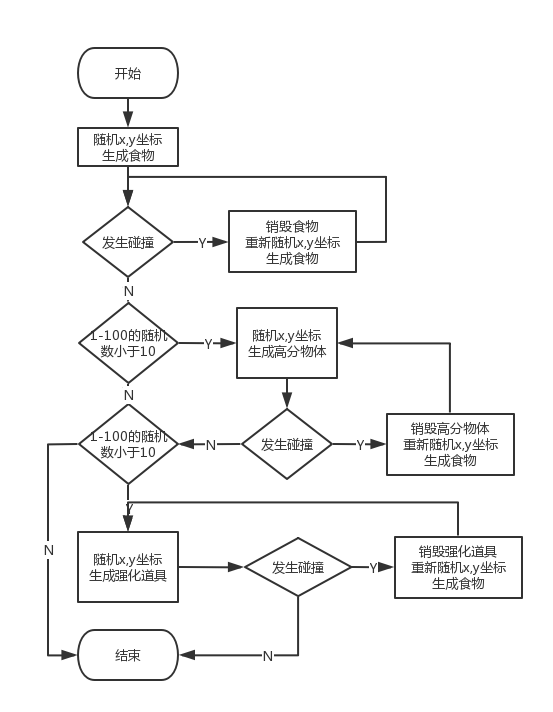 开始
随机x,y坐标
生成食物
发生碰撞
Y
销毁食物
重新随机x,y坐标
生成食物
N
1-100的随机
数小于10
Y
随机x,y坐标
生成高分物体
N
1-100的随机
数小于10
N
发生碰撞
Y
销毁高分物体
重新随机x,y坐标
生成食物
Y
N
随机x,y坐标
生成强化道具
发生碰撞
Y
销毁强化道具
重新随机x,y坐标
生成食物
结束
N